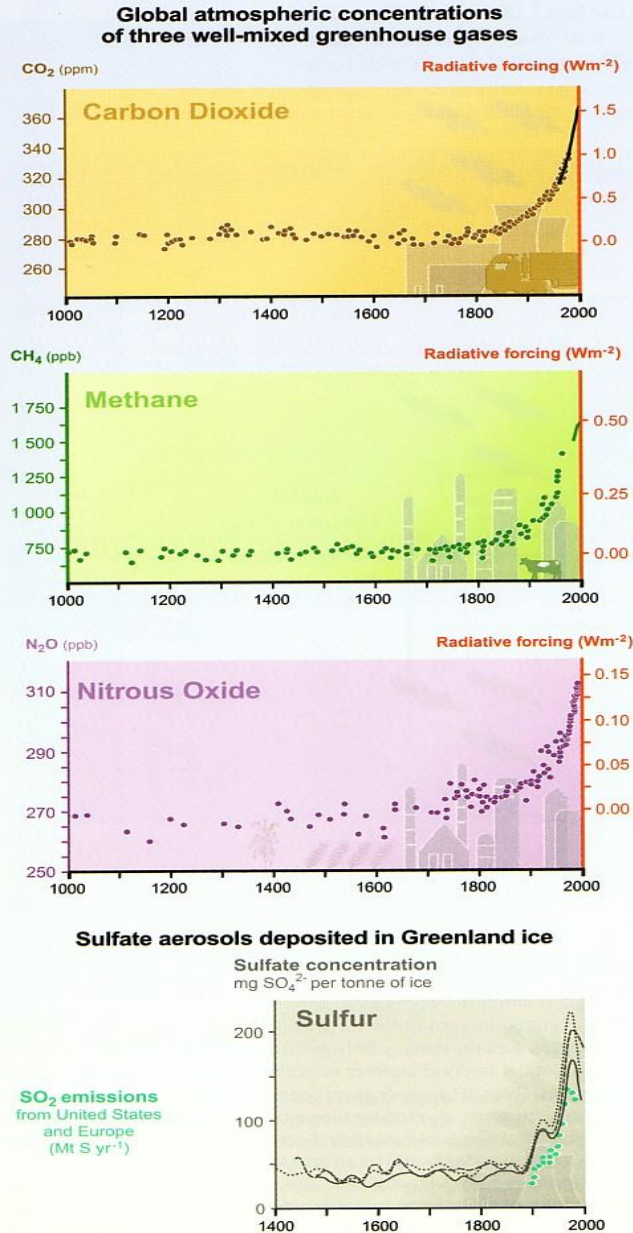 Global atmospheric concentrations
of three well-mixed greenhouse gases
CO₂ (ppm)
Radiative forcing (Wm⁻²)
Carbon Dioxide
360
340
320
300
280
260
1.5
1.0
0.5
0.0
1000 1200 1400 1600 1800 2000
CH₄ (ppb)
Radiative forcing (Wm⁻²)
Methane
1 750
1 500
1 250
1 000
750
0.50
0.25
0.00
1000 1200 1400 1600 1800 2000
N₂O (ppb)
Radiative forcing (Wm⁻²)
Nitrous Oxide
310
290
270
250
0.15
0.10
0.05
0.00
1000 1200 1400 1600 1800 2000
Sulfate aerosols deposited in Greenland ice
Sulfate concentration
mg SO₄²⁻ per tonne of ice
Sulfur
200
100
0
SO₂ emissions
from United States
and Europe
(Mt S yr⁻¹)
1400 1600 1800 2000